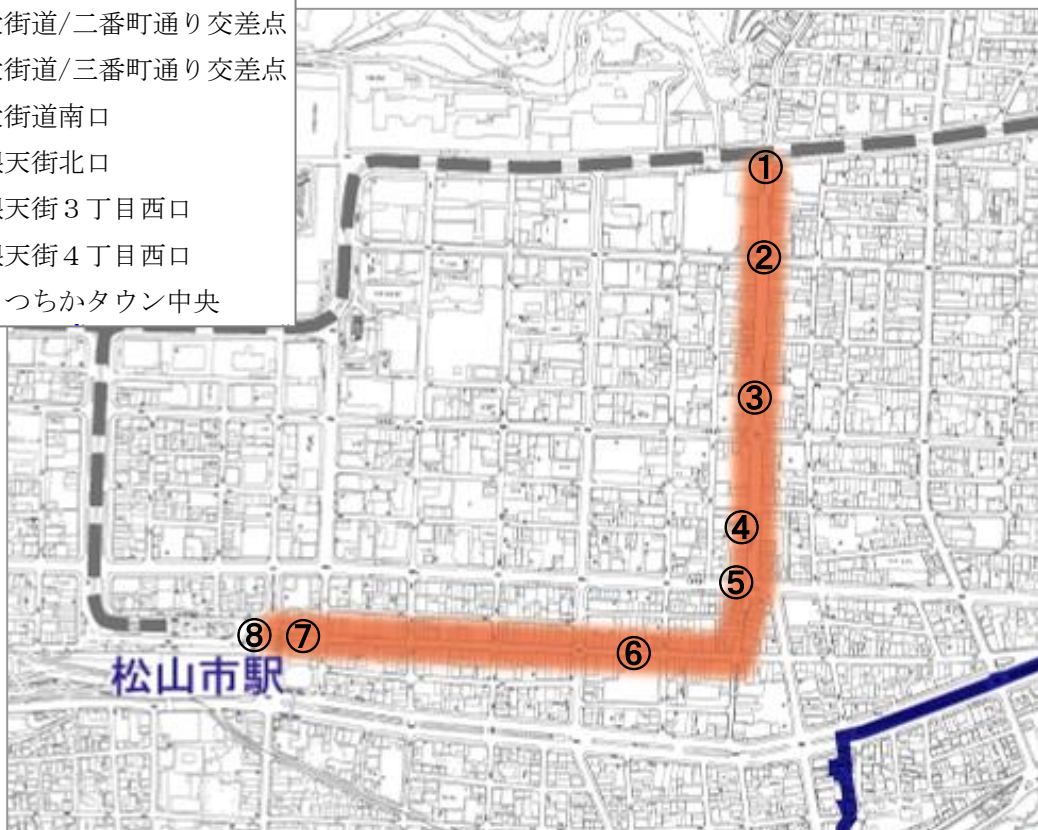 街道/二番町通り交差点
街道/三番町通り交差点
街道南口
天街北口
天街３丁目西口
天街４丁目西口
つちかタウン中央
①
②
③
④
⑤
⑥
⑦
⑧
松山市駅